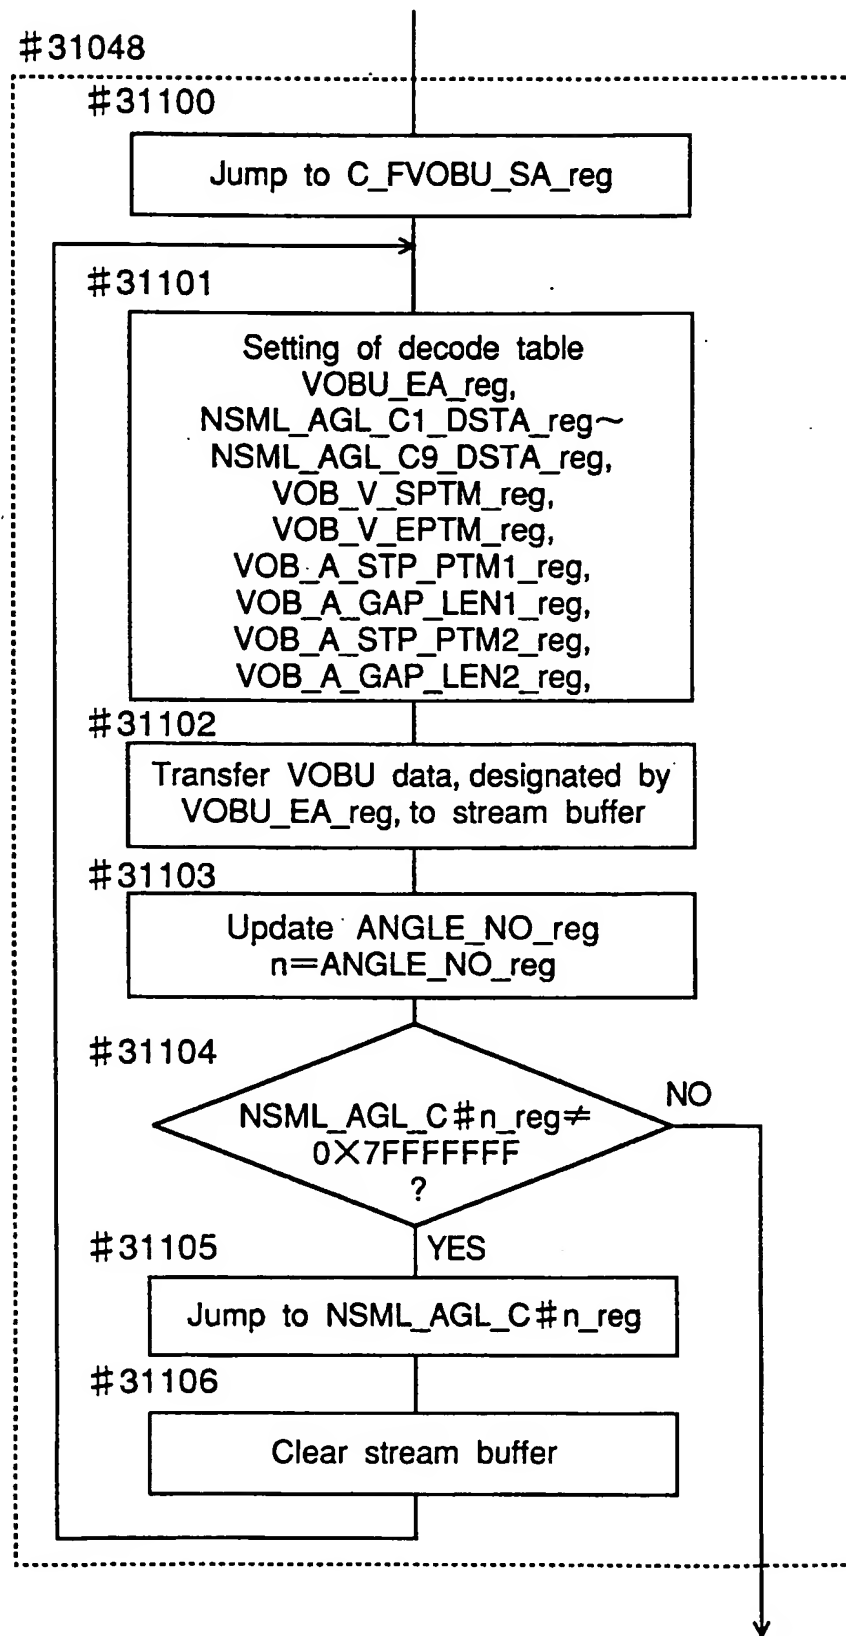 #31048
#31100
Jump to C_FVOBU_SA_reg
#31101
Setting of decode table
VOBU_EA_reg,
NSML_AGL_C1_DSTA_reg~
NSML_AGL_C9_DSTA_reg,
VOB_V_SPTM_reg,
VOB_V_EPTM_reg,
VOB_A_STP_PTM1_reg,
VOB_A_GAP_LEN1_reg,
VOB_A_STP_PTM2_reg,
VOB_A_GAP_LEN2_reg,
#31102
Transfer VOBU data, designated by
VOBU_EA_reg, to stream buffer
#31103
Update ANGLE_NO_reg
n=ANGLE_NO_reg
#31104
NO
NSML_AGL_C#n_reg≠
0X7FFFFFFF
?
#31105
YES
Jump to NSML_AGL_C#n_reg
#31106
Clear stream buffer